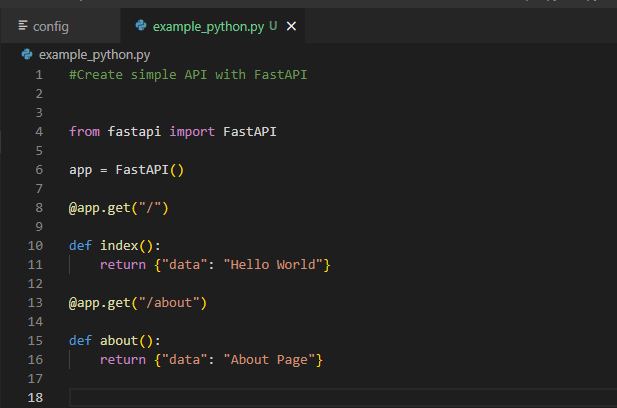 config
example_python.py U
example_python.py
1 #Create simple API with FastAPI
2
3
4 from fastapi import FastAPI
5
6 app = FastAPI()
7
8 @app.get("/")
9
10 def index():
11     return {"data": "Hello World"}
12
13 @app.get("/about")
14
15 def about():
16     return {"data": "About Page"}
17
18